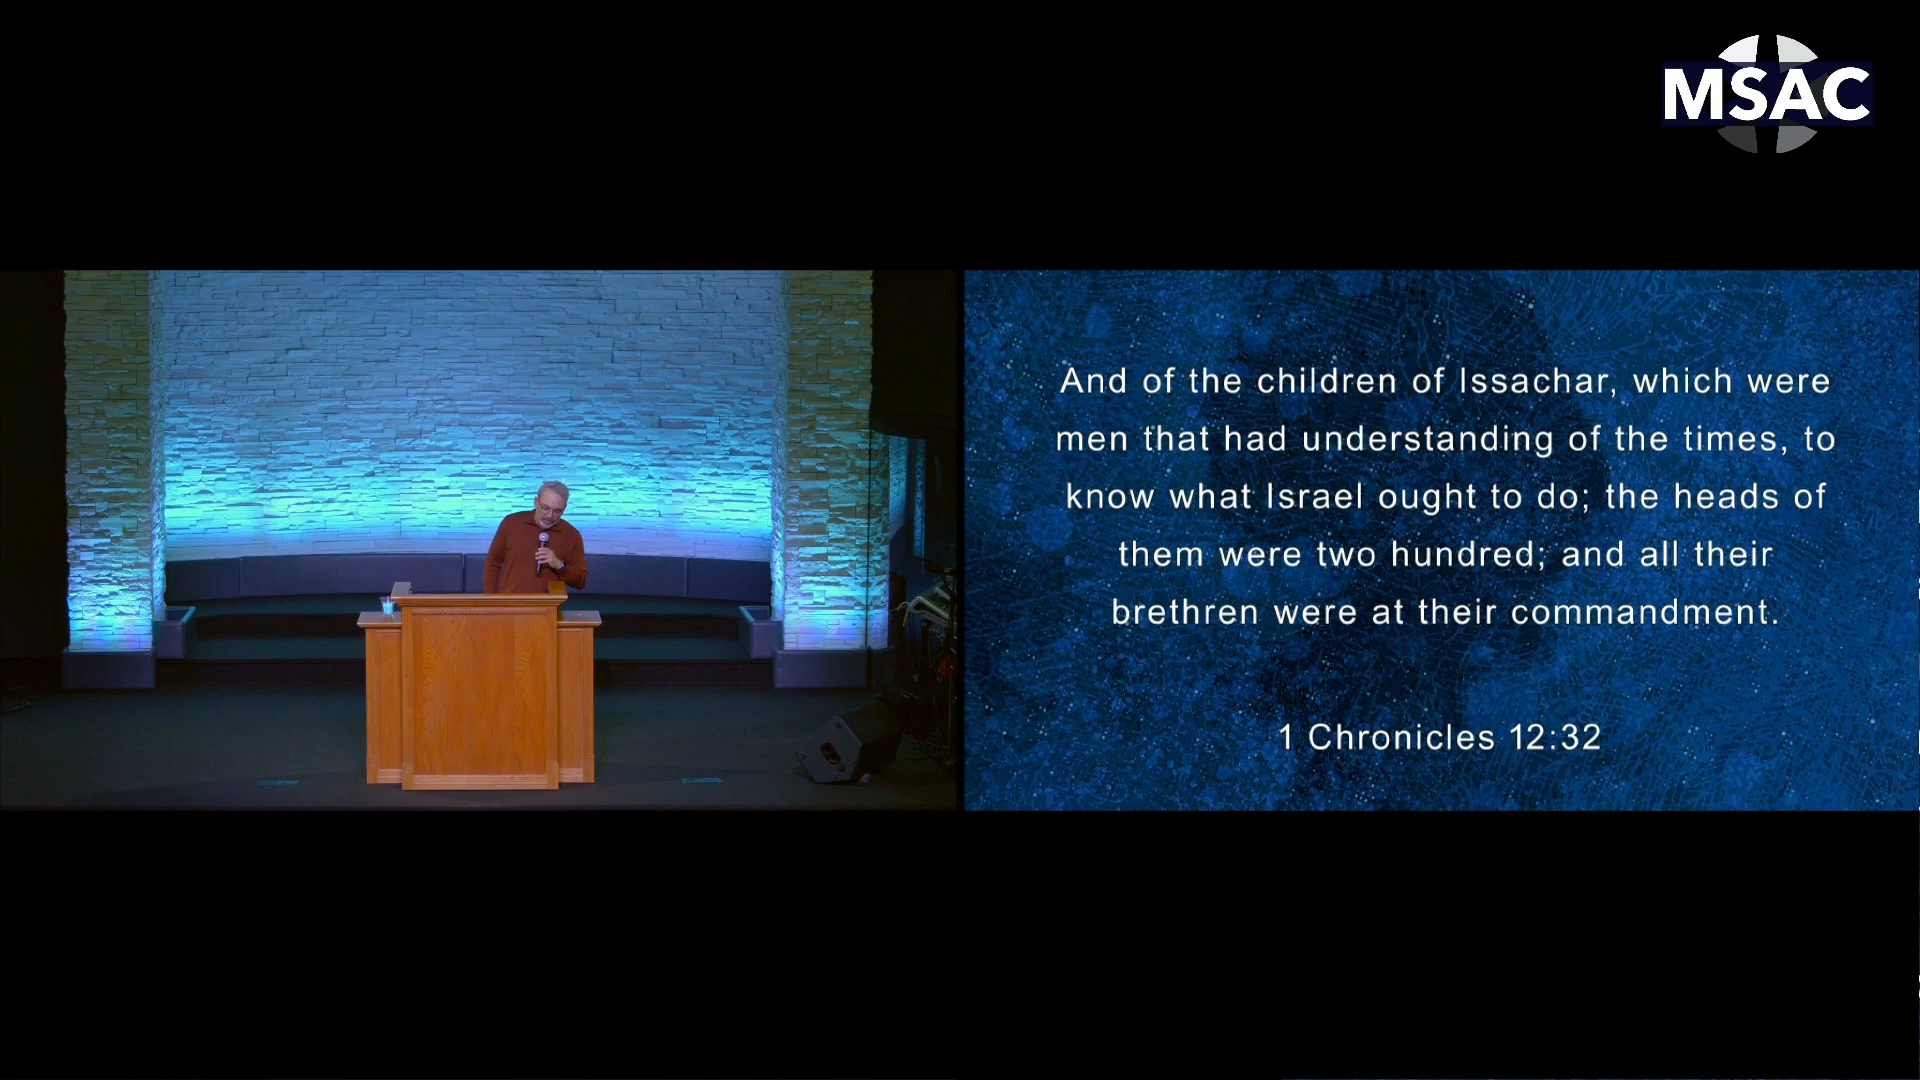 MSAC
And of the children of Issachar, which were
men that had understanding of the times, to
know what Israel ought to do; the heads of
them were two hundred; and all their
brethren were at their commandment.
1 Chronicles 12:32